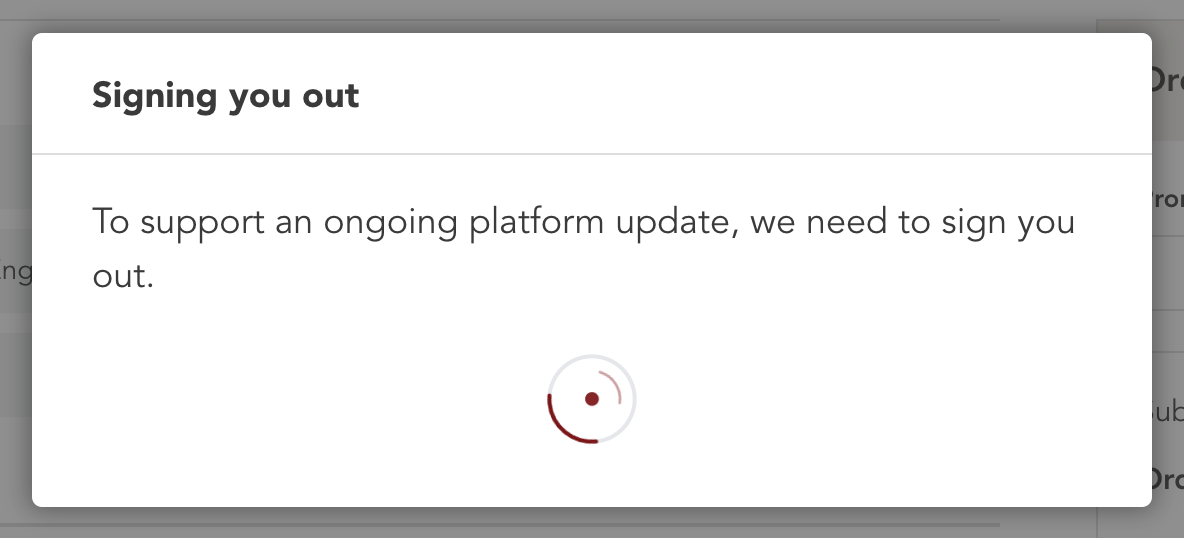 Signing you out
To support an ongoing platform update, we need to sign you
out.